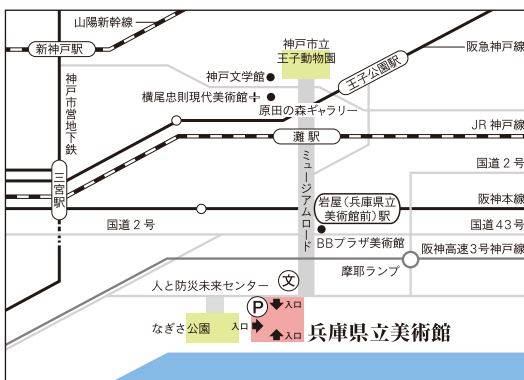 山陽新幹線
新神戸駅
神戸市立
王子動物園
王子公園駅
阪急神戸線
神戸文学館
横尾忠則現代美術館＋
原田の森ギャラリー
神戸市営地下鉄
JR 神戸線
灘 駅
国道 2 号
三宮駅
ミュージアムロード
岩屋（兵庫県立
美術館前）駅
阪神本線
国道 2 号
国道 43号
BBプラザ美術館
阪神高速3号神戸線
摩耶ランプ
人と防災未来センター
文
P
入口
なぎさ公園
入口
入口
兵庫県立美術館